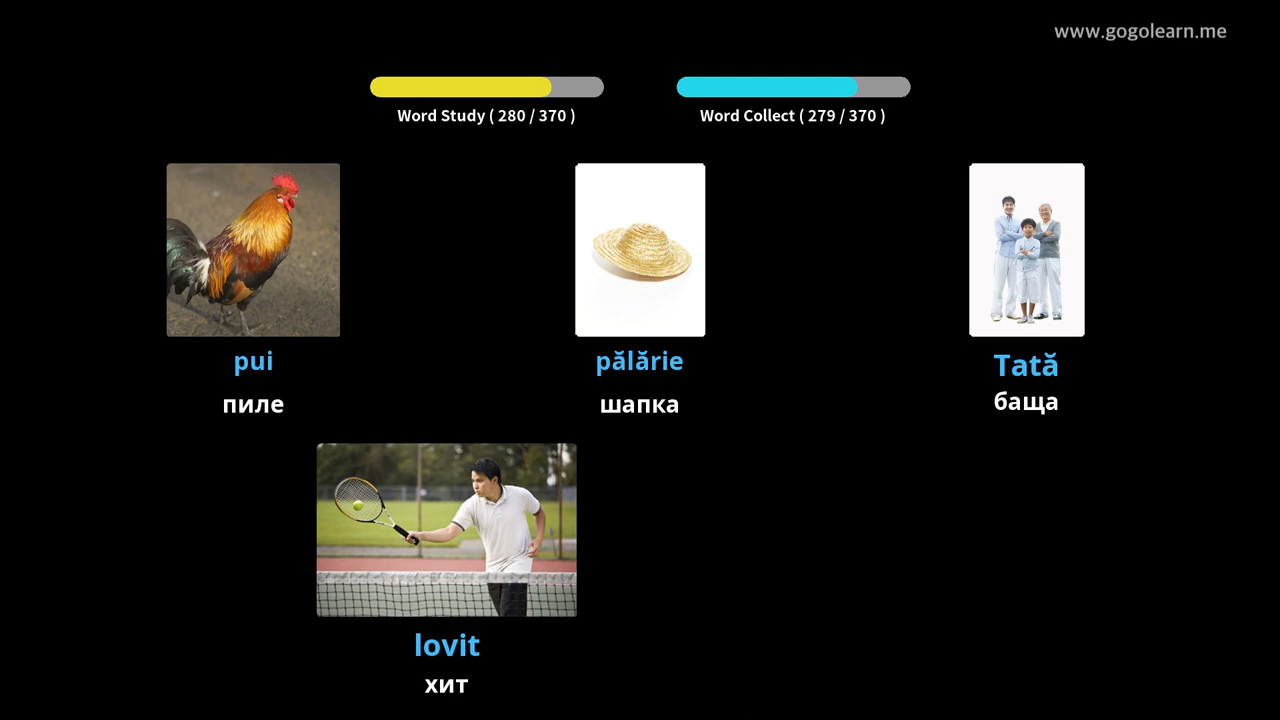 www.gogolearn.me
Word Study ( 280 / 370 )
Word Collect ( 279 / 370 )
pui
pălărie
Tată
пиле
шапка
баща
lovit
хит